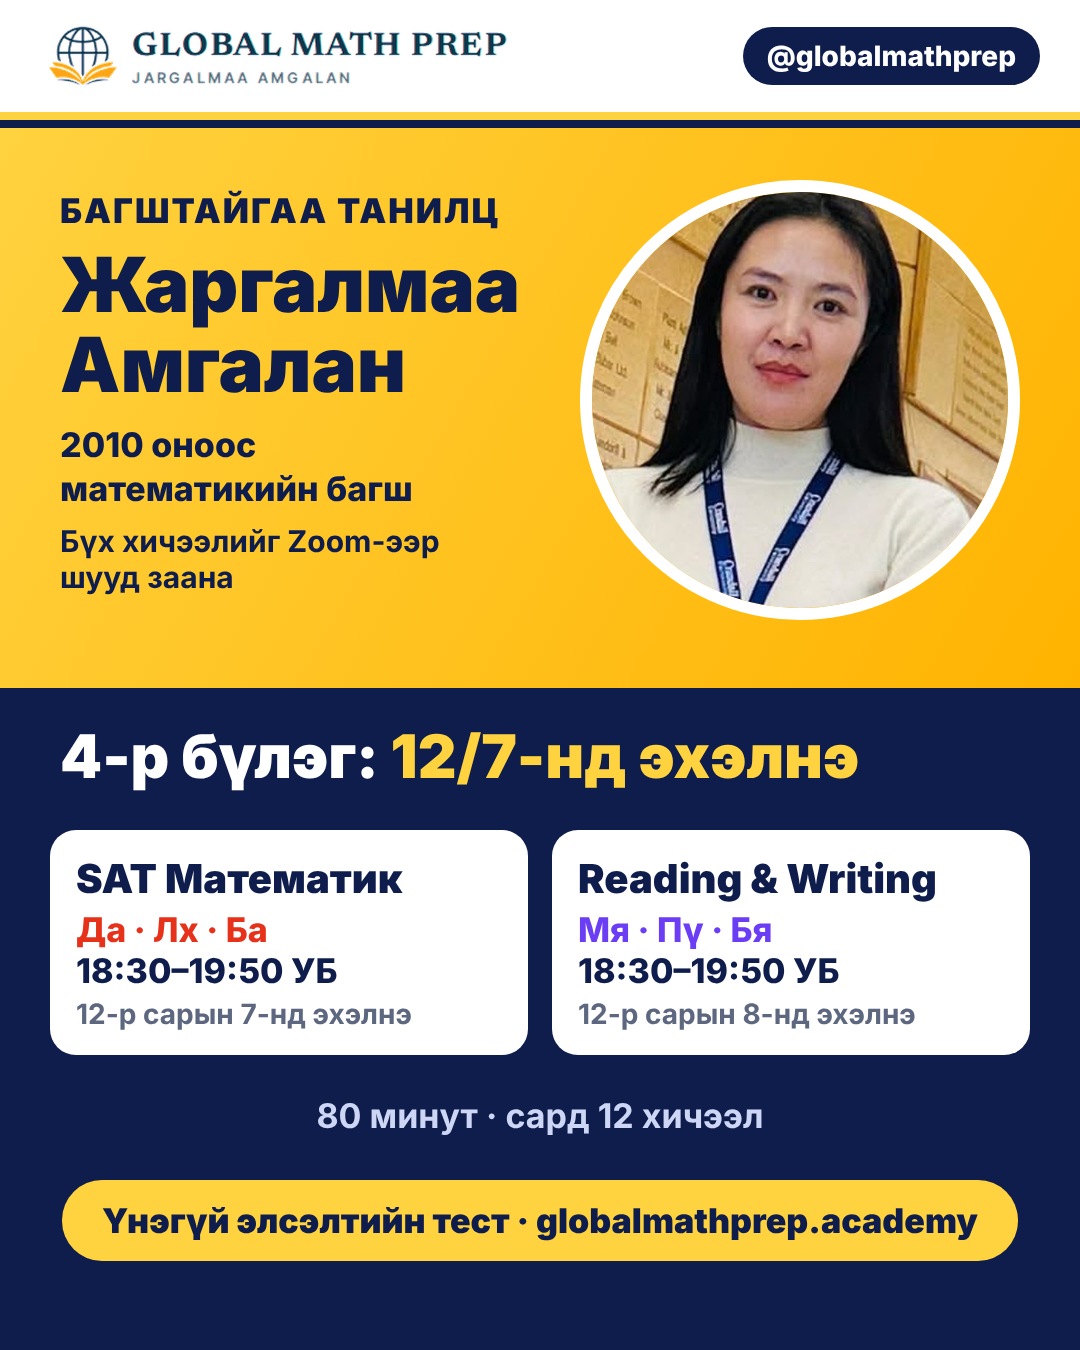 GLOBAL MATH PREP
JARGALMAA AMGALAN
@globalmathprep
БАГШТАЙГАА ТАНИЛЦ
Жаргалмаа
Амгалан
2010 оноос
математикийн багш
Бүх хичээлийг Zoom-ээр
шууд заана
4-р бүлэг: 12/7-нд эхэлнэ
SAT Математик
Да · Лх · Ба
18:30–19:50 УБ
12-р сарын 7-нд эхэлнэ
Reading & Writing
Мя · Пү · Бя
18:30–19:50 УБ
12-р сарын 8-нд эхэлнэ
80 минут · сард 12 хичээл
Үнэгүй элсэлтийн тест · globalmathprep.academy